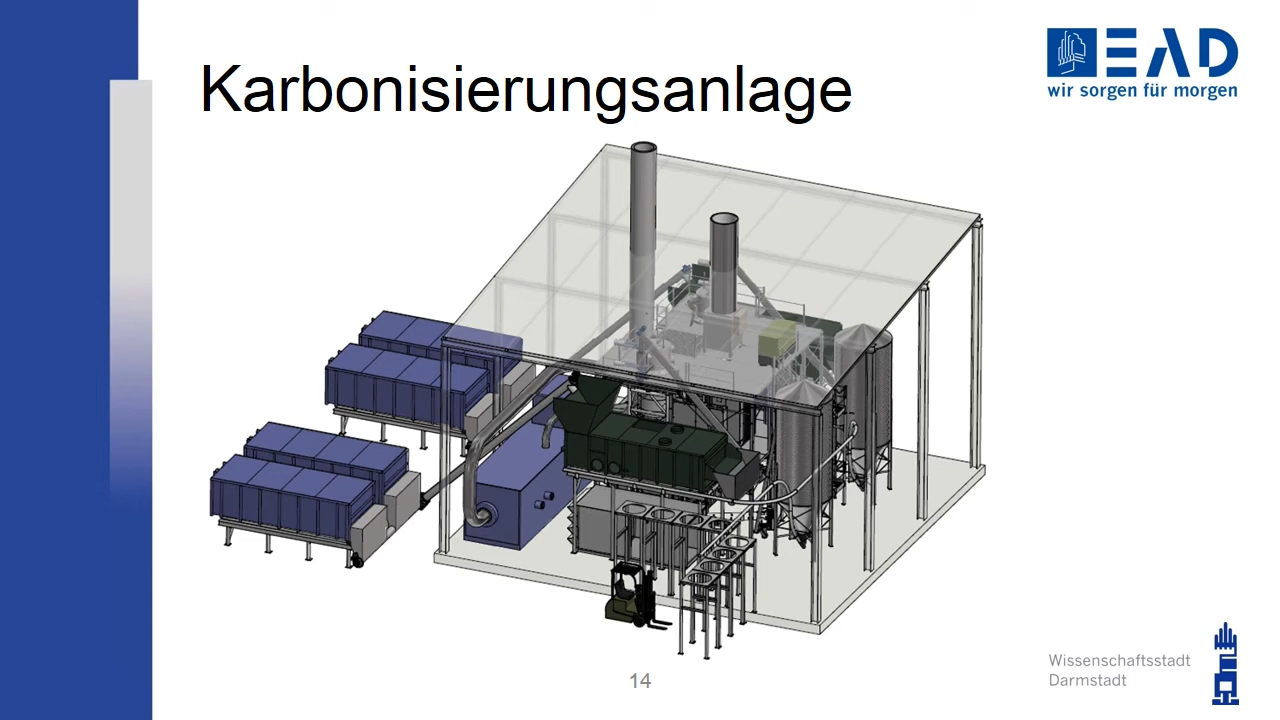 Karbonisierungsanlage
EAD
wir sorgen für morgen
14
Wissenschaftsstadt
Darmstadt